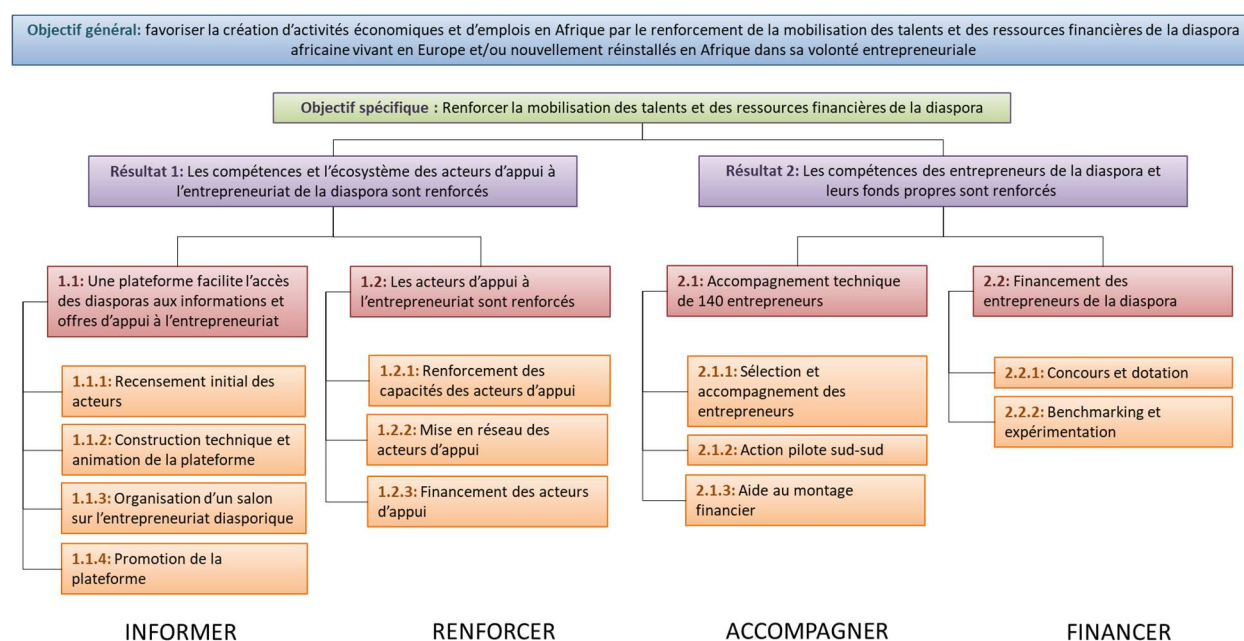 Objectif général: favoriser la création d’activités économiques et d’emplois en Afrique par le renforcement de la mobilisation des talents et des ressources financières de la diaspora
africaine vivant en Europe et/ou nouvellement réinstallés en Afrique dans sa volonté entrepreneuriale
Objectif spécifique : Renforcer la mobilisation des talents et des ressources financières de la diaspora
Résultat 1: Les compétences et l’écosystème des acteurs d’appui à
l’entrepreneuriat de la diaspora sont renforcés
Résultat 2: Les compétences des entrepreneurs de la diaspora et
leurs fonds propres sont renforcés
1.1: Une plateforme facilite l’accès
des diasporas aux informations et
offres d’appui à l’entrepreneuriat
1.1.1: Recensement initial des
acteurs
1.1.2: Construction technique et
animation de la plateforme
1.1.3: Organisation d’un salon
sur l’entrepreneuriat diasporique
1.1.4: Promotion de la
plateforme
INFORMER
1.2: Les acteurs d’appui à
l’entrepreneuriat sont renforcés
1.2.1: Renforcement des
capacités des acteurs d’appui
1.2.2: Mise en réseau des
acteurs d’appui
1.2.3: Financement des acteurs
d’appui
RENFORCER
2.1: Accompagnement technique
de 140 entrepreneurs
2.1.1: Sélection et
accompagnement des
entrepreneurs
2.1.2: Action pilote sud-sud
2.1.3: Aide au montage
financier
ACCOMPAGNER
2.2: Financement des
entrepreneurs de la diaspora
2.2.1: Concours et dotation
2.2.2: Benchmarking et
expérimentation
FINANCER